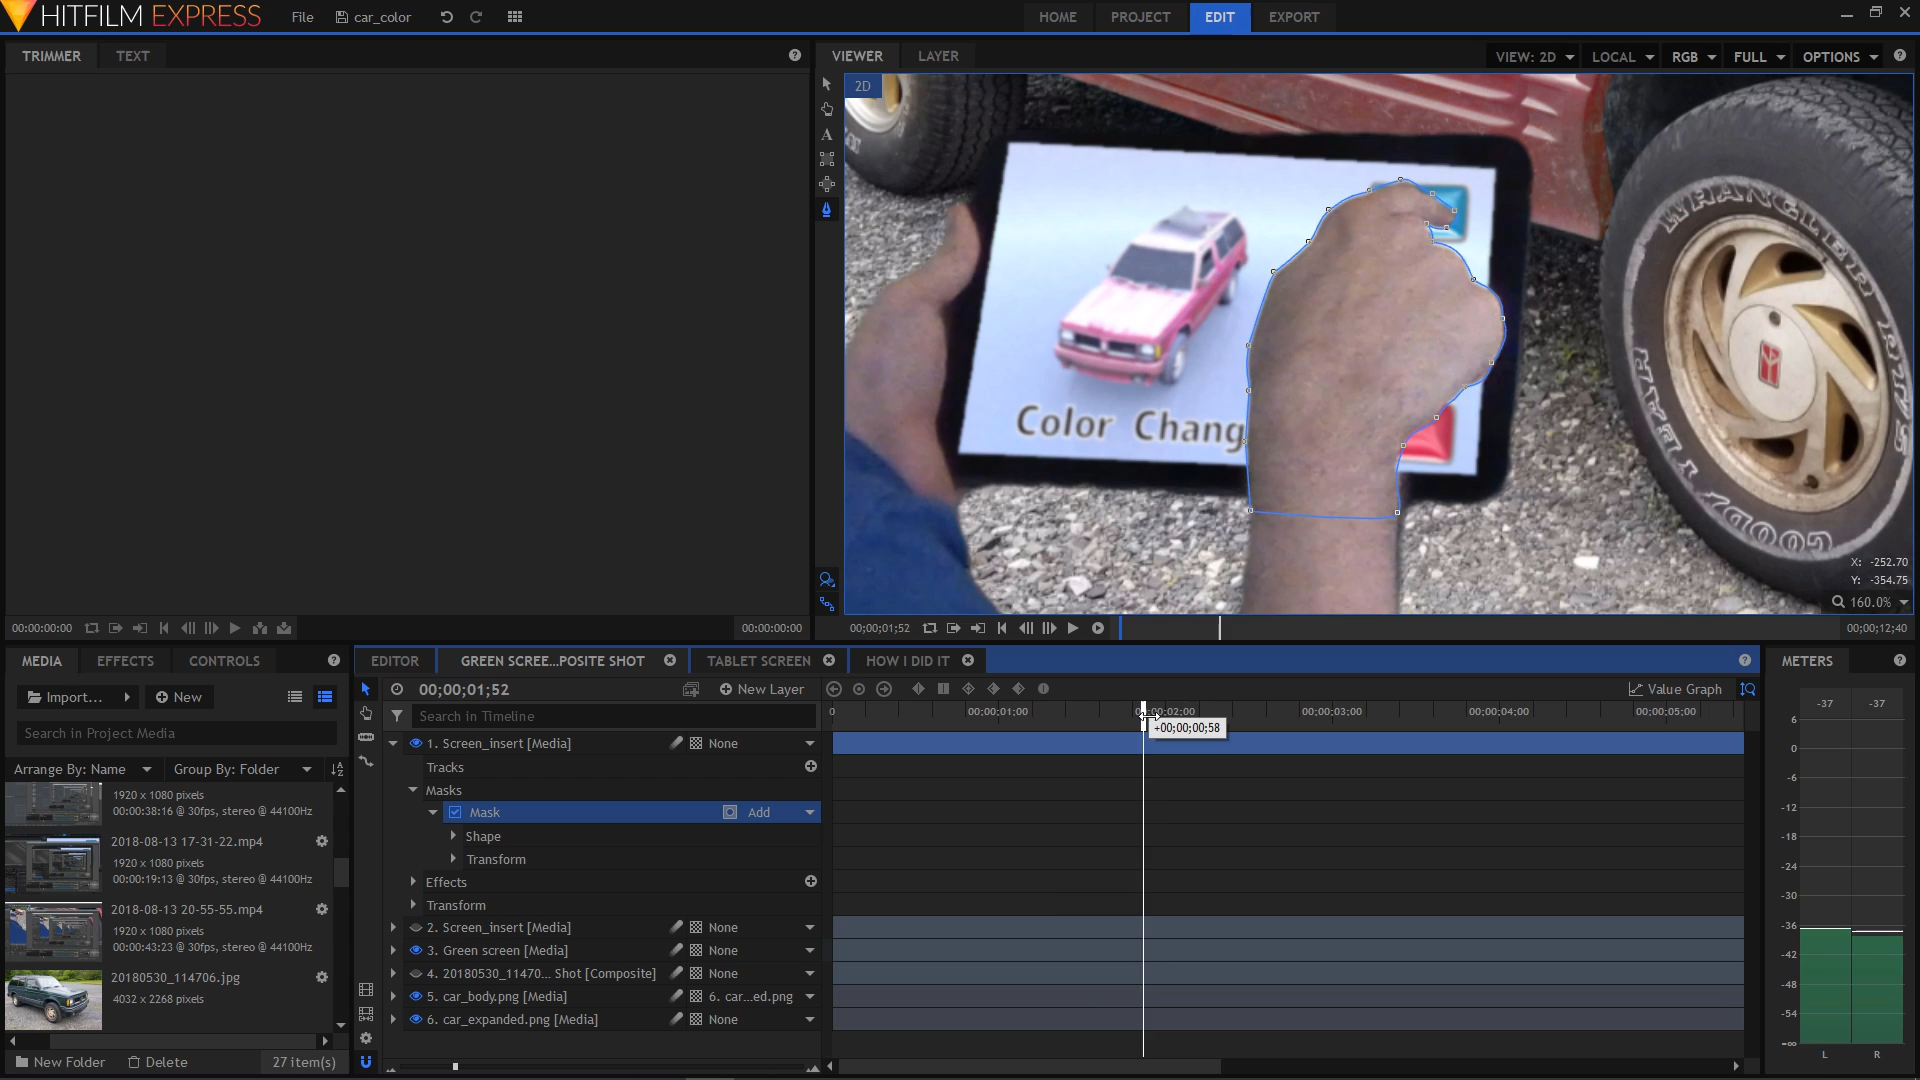 HITFILM EXPRESS
File
car_color
HOME
PROJECT
EDIT
EXPORT
TRIMMER
TEXT
VIEWER
LAYER
VIEW: 2D
LOCAL
RGB
FULL
OPTIONS
2D
A
WRANGLER
Color Chang
X: -252.70
Y: -354.75
160.0%
00:00:00:00
00:00:00:00
00;00;01;52
00;00;12;40
MEDIA
EFFECTS
CONTROLS
EDITOR
GREEN SCREE...POSITE SHOT
TABLET SCREEN
HOW I DID IT
METERS
Import...
New
Search in Project Media
Arrange By: Name
Group By: Folder
1920 x 1080 pixels
00:00:38:16 @ 30fps, stereo @ 44100Hz
2018-08-13 17-31-22.mp4
1920 x 1080 pixels
00:00:19:13 @ 30fps, stereo @ 44100Hz
2018-08-13 20-55-55.mp4
1920 x 1080 pixels
00:00:43:23 @ 30fps, stereo @ 44100Hz
20180530_114706.jpg
4032 x 2268 pixels
New Folder
Delete
27 item(s)
00;00;01;52
New Layer
Value Graph
Search in Timeline
0
00;00;01;00
00;00;02;00
00;00;03;00
00;00;04;00
00;00;05;00
+00;00;00;58
1. Screen_insert [Media]
None
Tracks
Masks
Mask
Add
Shape
Transform
Effects
Transform
2. Screen_insert [Media]
None
3. Green screen [Media]
None
4. 20180530_11470... Shot [Composite]
None
5. car_body.png [Media]
6. car...ed.png
6. car_expanded.png [Media]
None
-37
-37
6
0
-6
-12
-18
-24
-30
-36
-42
-48
-54
-∞
L
R